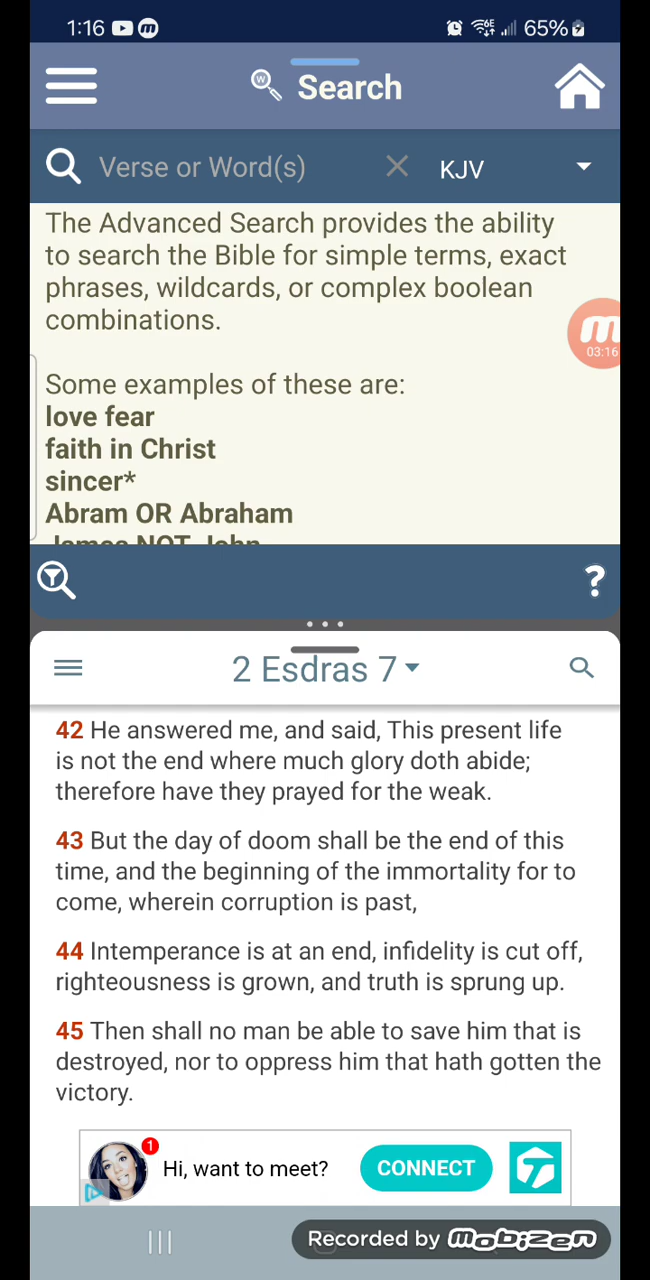 1:16
65%
Search
Verse or Word(s)
KJV
The Advanced Search provides the ability
to search the Bible for simple terms, exact
phrases, wildcards, or complex boolean
combinations.
03:16
Some examples of these are:
love fear
faith in Christ
sincer*
Abram OR Abraham
James NOT John
?
2 Esdras 7
42 He answered me, and said, This present life
is not the end where much glory doth abide;
therefore have they prayed for the weak.
43 But the day of doom shall be the end of this
time, and the beginning of the immortality for to
come, wherein corruption is past,
44 Intemperance is at an end, infidelity is cut off,
righteousness is grown, and truth is sprung up.
45 Then shall no man be able to save him that is
destroyed, nor to oppress him that hath gotten the
victory.
1
Hi, want to meet?
CONNECT
Recorded by mobizen